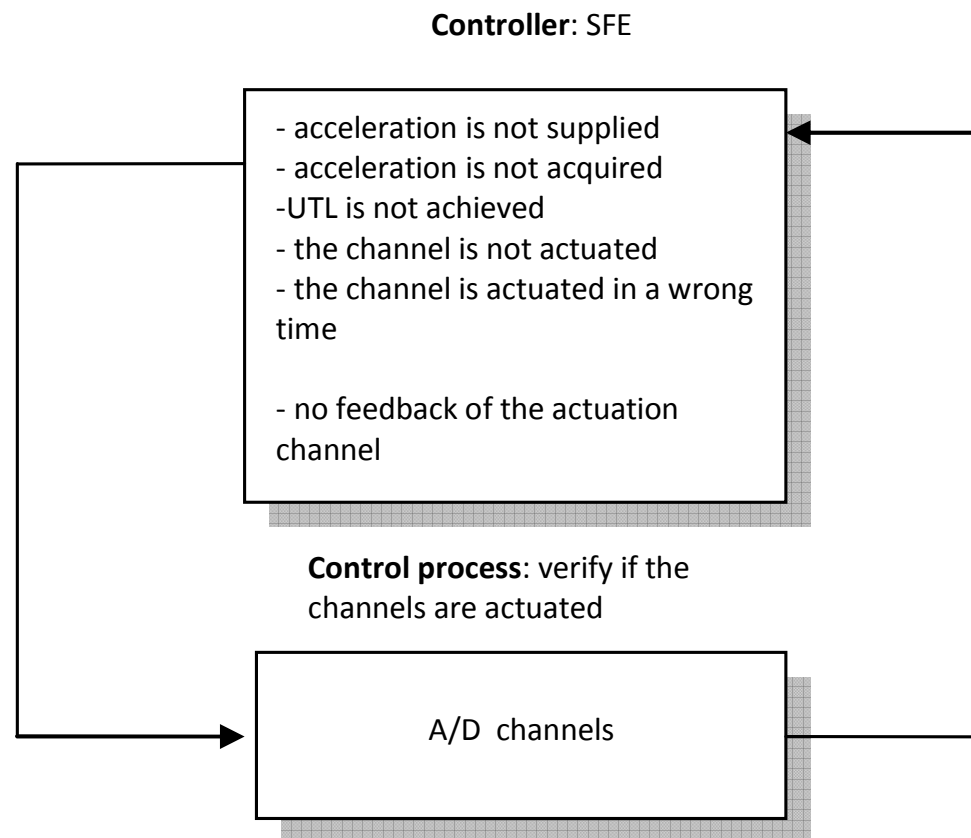 Controller: SFE
- acceleration is not supplied
- acceleration is not acquired
-UTL is not achieved
- the channel is not actuated
- the channel is actuated in a wrong
time
- no feedback of the actuation
channel
Control process: verify if the
channels are actuated
A/D channels